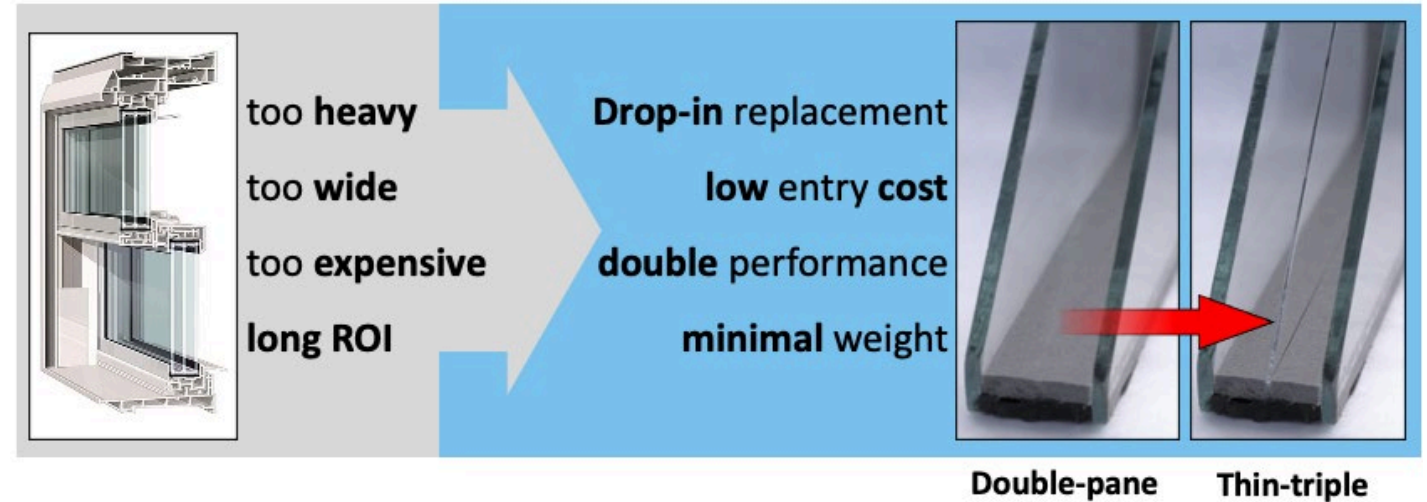 too heavy
too wide
too expensive
long ROI
Drop-in replacement
low entry cost
double performance
minimal weight
Double-pane
Thin-triple